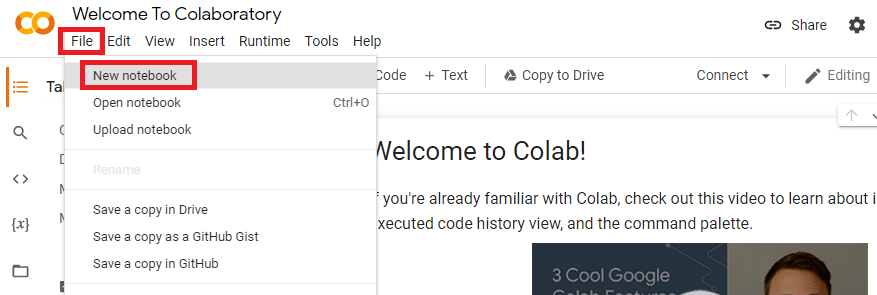 Welcome To Colaboratory
Share
File Edit View Insert Runtime Tools Help
New notebook
Code + Text Copy to Drive Connect Editing
Open notebook Ctrl+O
Upload notebook
Rename
Welcome to Colab!
Save a copy in Drive
if you're already familiar with Colab, check out this video to learn about
Save a copy as a GitHub Gist
executed code history view, and the command palette.
Save a copy in GitHub
3 Cool Google
Colab Features
{x}